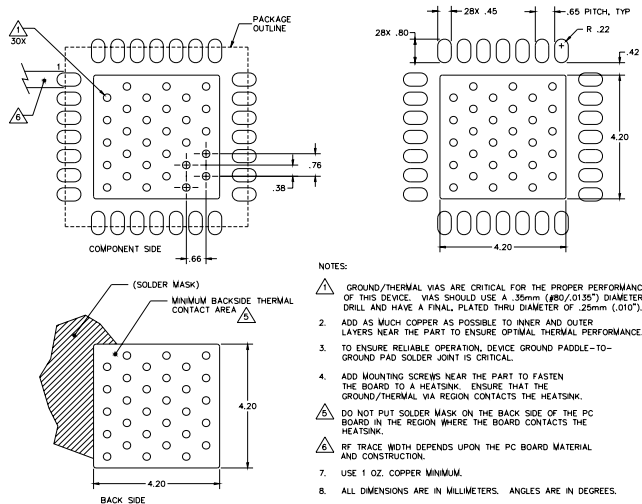 PACKAGE
OUTLINE
1
30X
1
6
.76
.38
.66
COMPONENT SIDE
28X .45
.65 PITCH, TYP
28X .80
R .22
.42
4.20
4.20
(SOLDER MASK)
MINIMUM BACKSIDE THERMAL
CONTACT AREA 5
4.20
4.20
BACK SIDE
NOTES:
1 GROUND/THERMAL VIAS ARE CRITICAL FOR THE PROPER PERFORMANCE
OF THIS DEVICE. VIAS SHOULD USE A .35mm (#80/.0135") DIAMETER
DRILL AND HAVE A FINAL, PLATED THRU DIAMETER OF .25mm (.010").
2. ADD AS MUCH COPPER AS POSSIBLE TO INNER AND OUTER
LAYERS NEAR THE PART TO ENSURE OPTIMAL THERMAL PERFORMANCE.
3. TO ENSURE RELIABLE OPERATION, DEVICE GROUND PADDLE-TO-
GROUND PAD SOLDER JOINT IS CRITICAL.
4. ADD MOUNTING SCREWS NEAR THE PART TO FASTEN
THE BOARD TO A HEATSINK. ENSURE THAT THE
GROUND/THERMAL VIA REGION CONTACTS THE HEATSINK.
5 DO NOT PUT SOLDER MASK ON THE BACK SIDE OF THE PC
BOARD IN THE REGION WHERE THE BOARD CONTACTS THE
HEATSINK.
6 RF TRACE WIDTH DEPENDS UPON THE PC BOARD MATERIAL
AND CONSTRUCTION.
7. USE 1 OZ. COPPER MINIMUM.
8. ALL DIMENSIONS ARE IN MILLIMETERS. ANGLES ARE IN DEGREES.